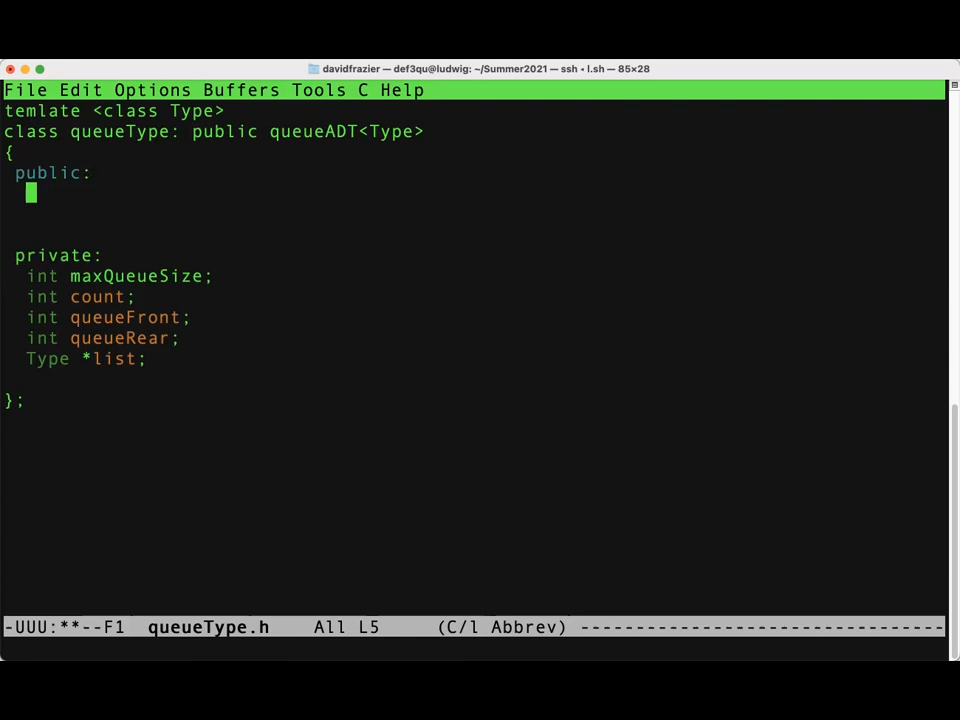 davidfrazier — def3qu@ludwig: ~/Summer2021 — ssh • l.sh — 85×28
File Edit Options Buffers Tools C Help
temlate <class Type>
class queueType: public queueADT<Type>
{
public:
private:
int maxQueueSize;
int count;
int queueFront;
int queueRear;
Type *list;
};
-UUU:**--F1  queueType.h    All L5     (C/l Abbrev) ---------------------------------